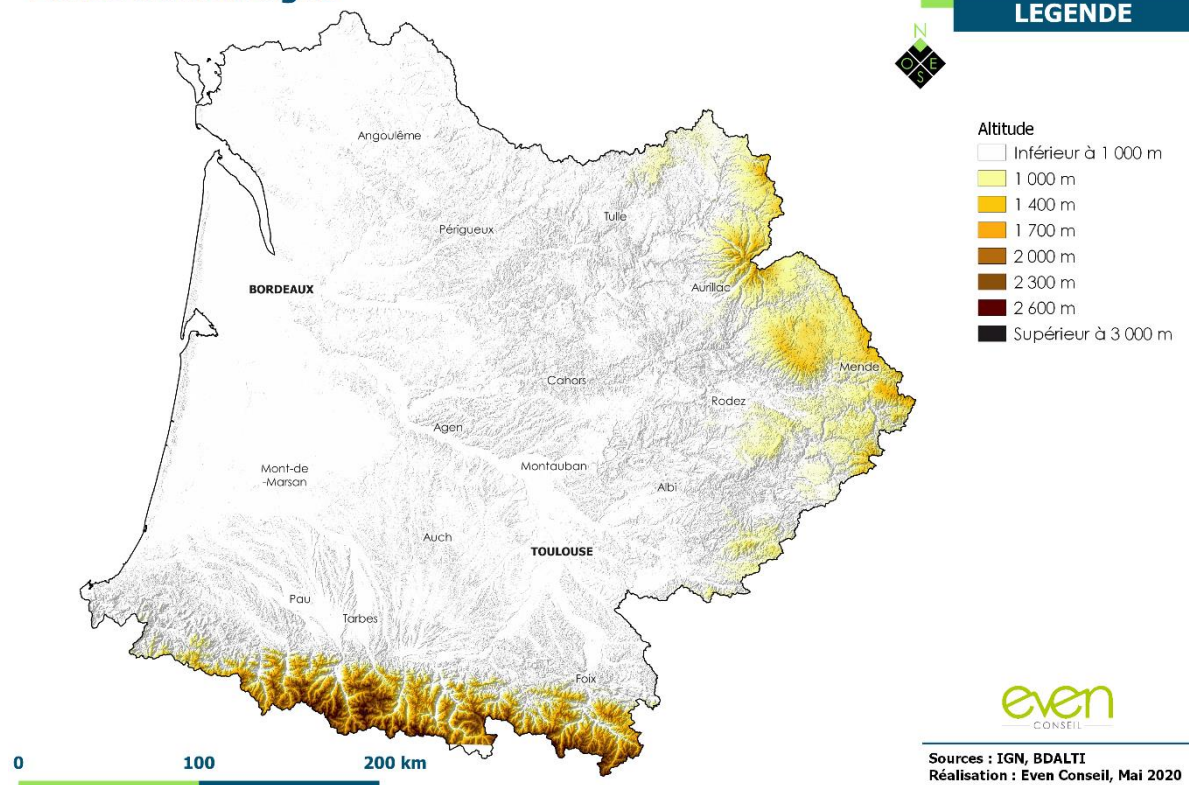 LEGENDE
N
O E
S
Altitude
Inférieur à 1 000 m
1 000 m
1 400 m
1 700 m
2 000 m
2 300 m
2 600 m
Supérieur à 3 000 m
Angoulême
Tulle
Périgueux
BORDEAUX
Aurillac
Mende
Cahors
Rodez
Agen
Montauban
Mont-de
-Marsan
Albi
Auch
TOULOUSE
Pau
Tarbes
Foix
even
CONSEIL
0 100 200 km
Sources : IGN, BDALTI
Réalisation : Even Conseil, Mai 2020